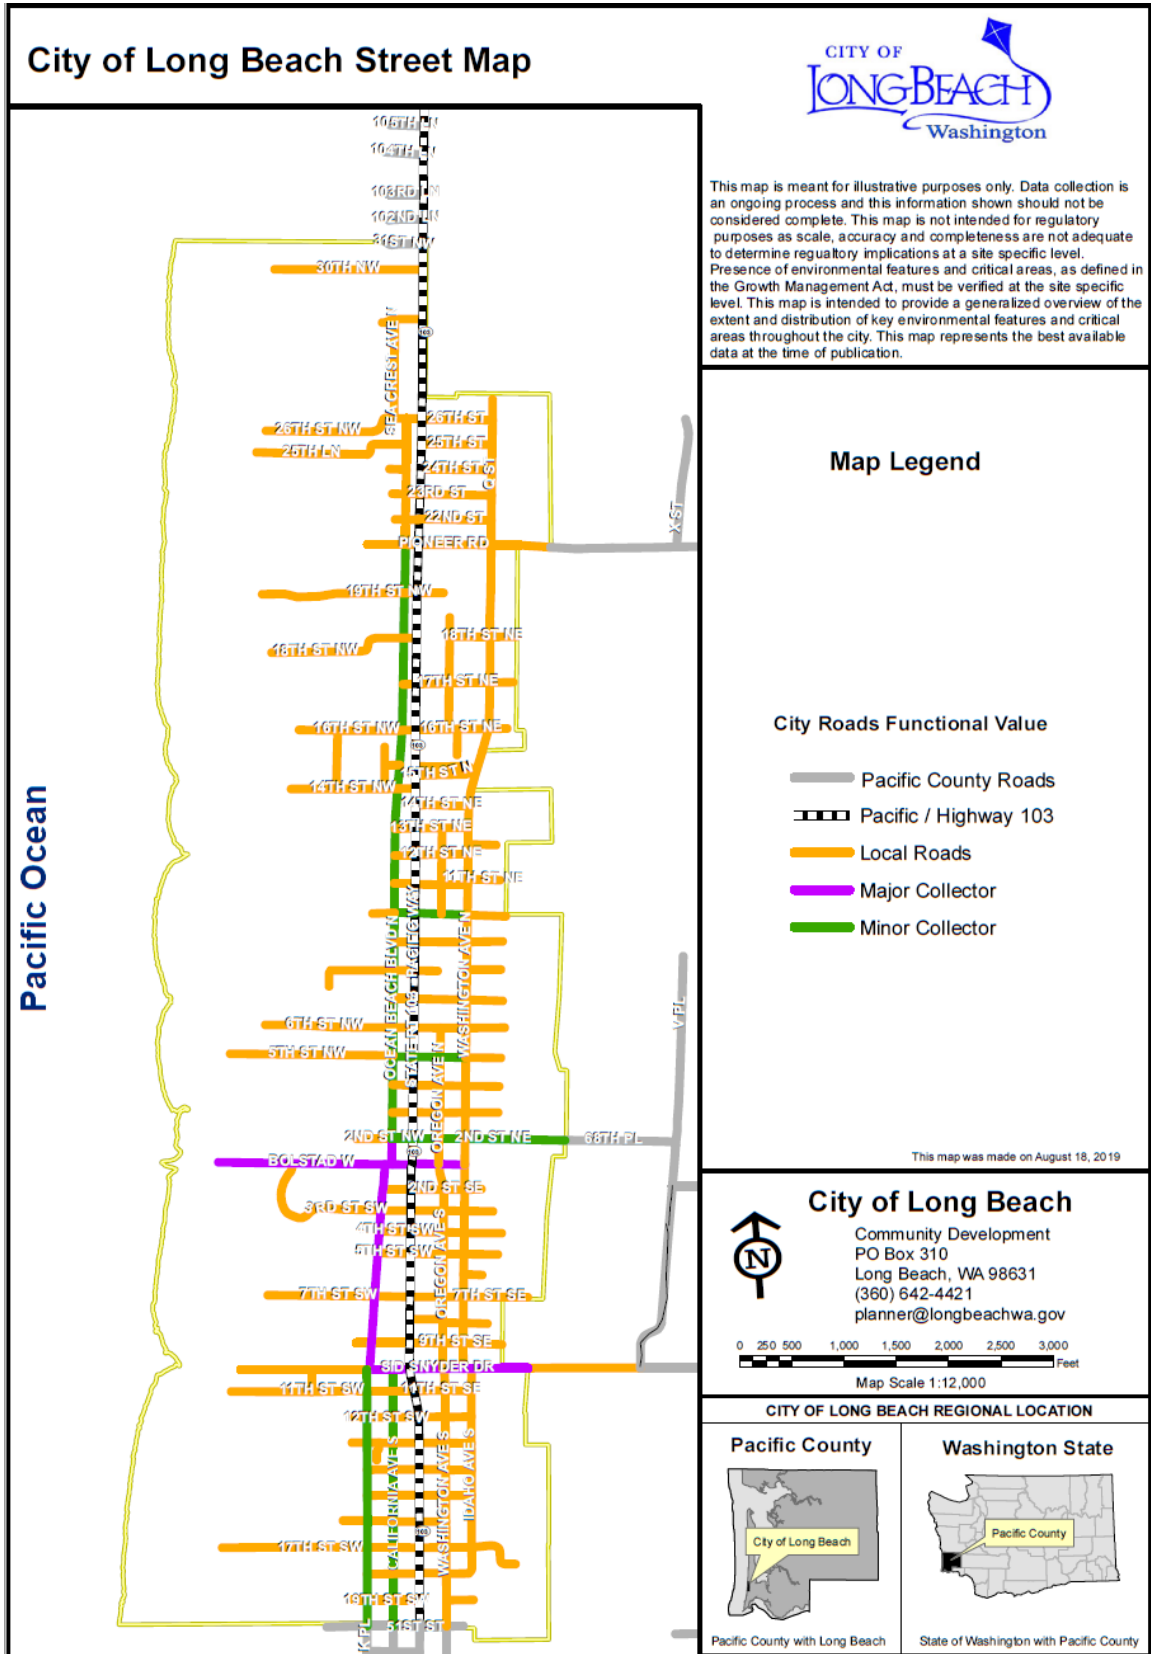 City of Long Beach Street Map
CITY OF
LONG BEACH
Washington
This map is meant for illustrative purposes only. Data collection is
an ongoing process and this information shown should not be
considered complete. This map is not intended for regulatory
purposes as scale, accuracy and completeness are not adequate
to determine regualtory implications at a site specific level.
Presence of environmental features and critical areas, as defined in
the Growth Management Act, must be verified at the site specific
level. This map is intended to provide a generalized overview of the
extent and distribution of key environmental features and critical
areas throughout the city. This map represents the best available
data at the time of publication.
105TH LN
104TH LN
103RD LN
102ND LN
31ST NW
30TH NW
103
SEACREST AVE N
26TH ST NW
26TH ST
25TH LN
25TH ST
24TH ST
Q ST
23RD ST
22ND ST
PIONEER RD
X ST
19TH ST NW
18TH ST NE
18TH ST NW
17TH ST NE
16TH ST NW
16TH ST NE
103
15TH ST N
14TH ST NW
14TH ST NE
13TH ST NE
12TH ST NE
11TH ST NE
OCEAN BEACH BLVD N
STATE RT 103 - PACIFIC WAY
WASHINGTON AVE N
V PL
6TH ST NW
5TH ST NW
OREGON AVE N
2ND ST NW
2ND ST NE
68TH PL
103
BOLSTAD W
2ND ST SE
3RD ST SW
4TH ST SW
5TH ST SW
OREGON AVE S
7TH ST SW
7TH ST SE
9TH ST SE
SID SNYDER DR
11TH ST SW
11TH ST SE
12TH ST SW
CALIFORNIA AVE S
WASHINGTON AVE S
IDAHO AVE S
103
17TH ST SW
19TH ST SW
51ST ST
K PL
Pacific Ocean
Map Legend
City Roads Functional Value
Pacific County Roads
Pacific / Highway 103
Local Roads
Major Collector
Minor Collector
This map was made on August 18, 2019
City of Long Beach
Community Development
PO Box 310
Long Beach, WA 98631
(360) 642-4421
planner@longbeachwa.gov
N
0 250 500 1,000 1,500 2,000 2,500 3,000
Feet
Map Scale 1:12,000
CITY OF LONG BEACH REGIONAL LOCATION
Pacific County
City of Long Beach
Pacific County with Long Beach
Washington State
Pacific County
State of Washington with Pacific County